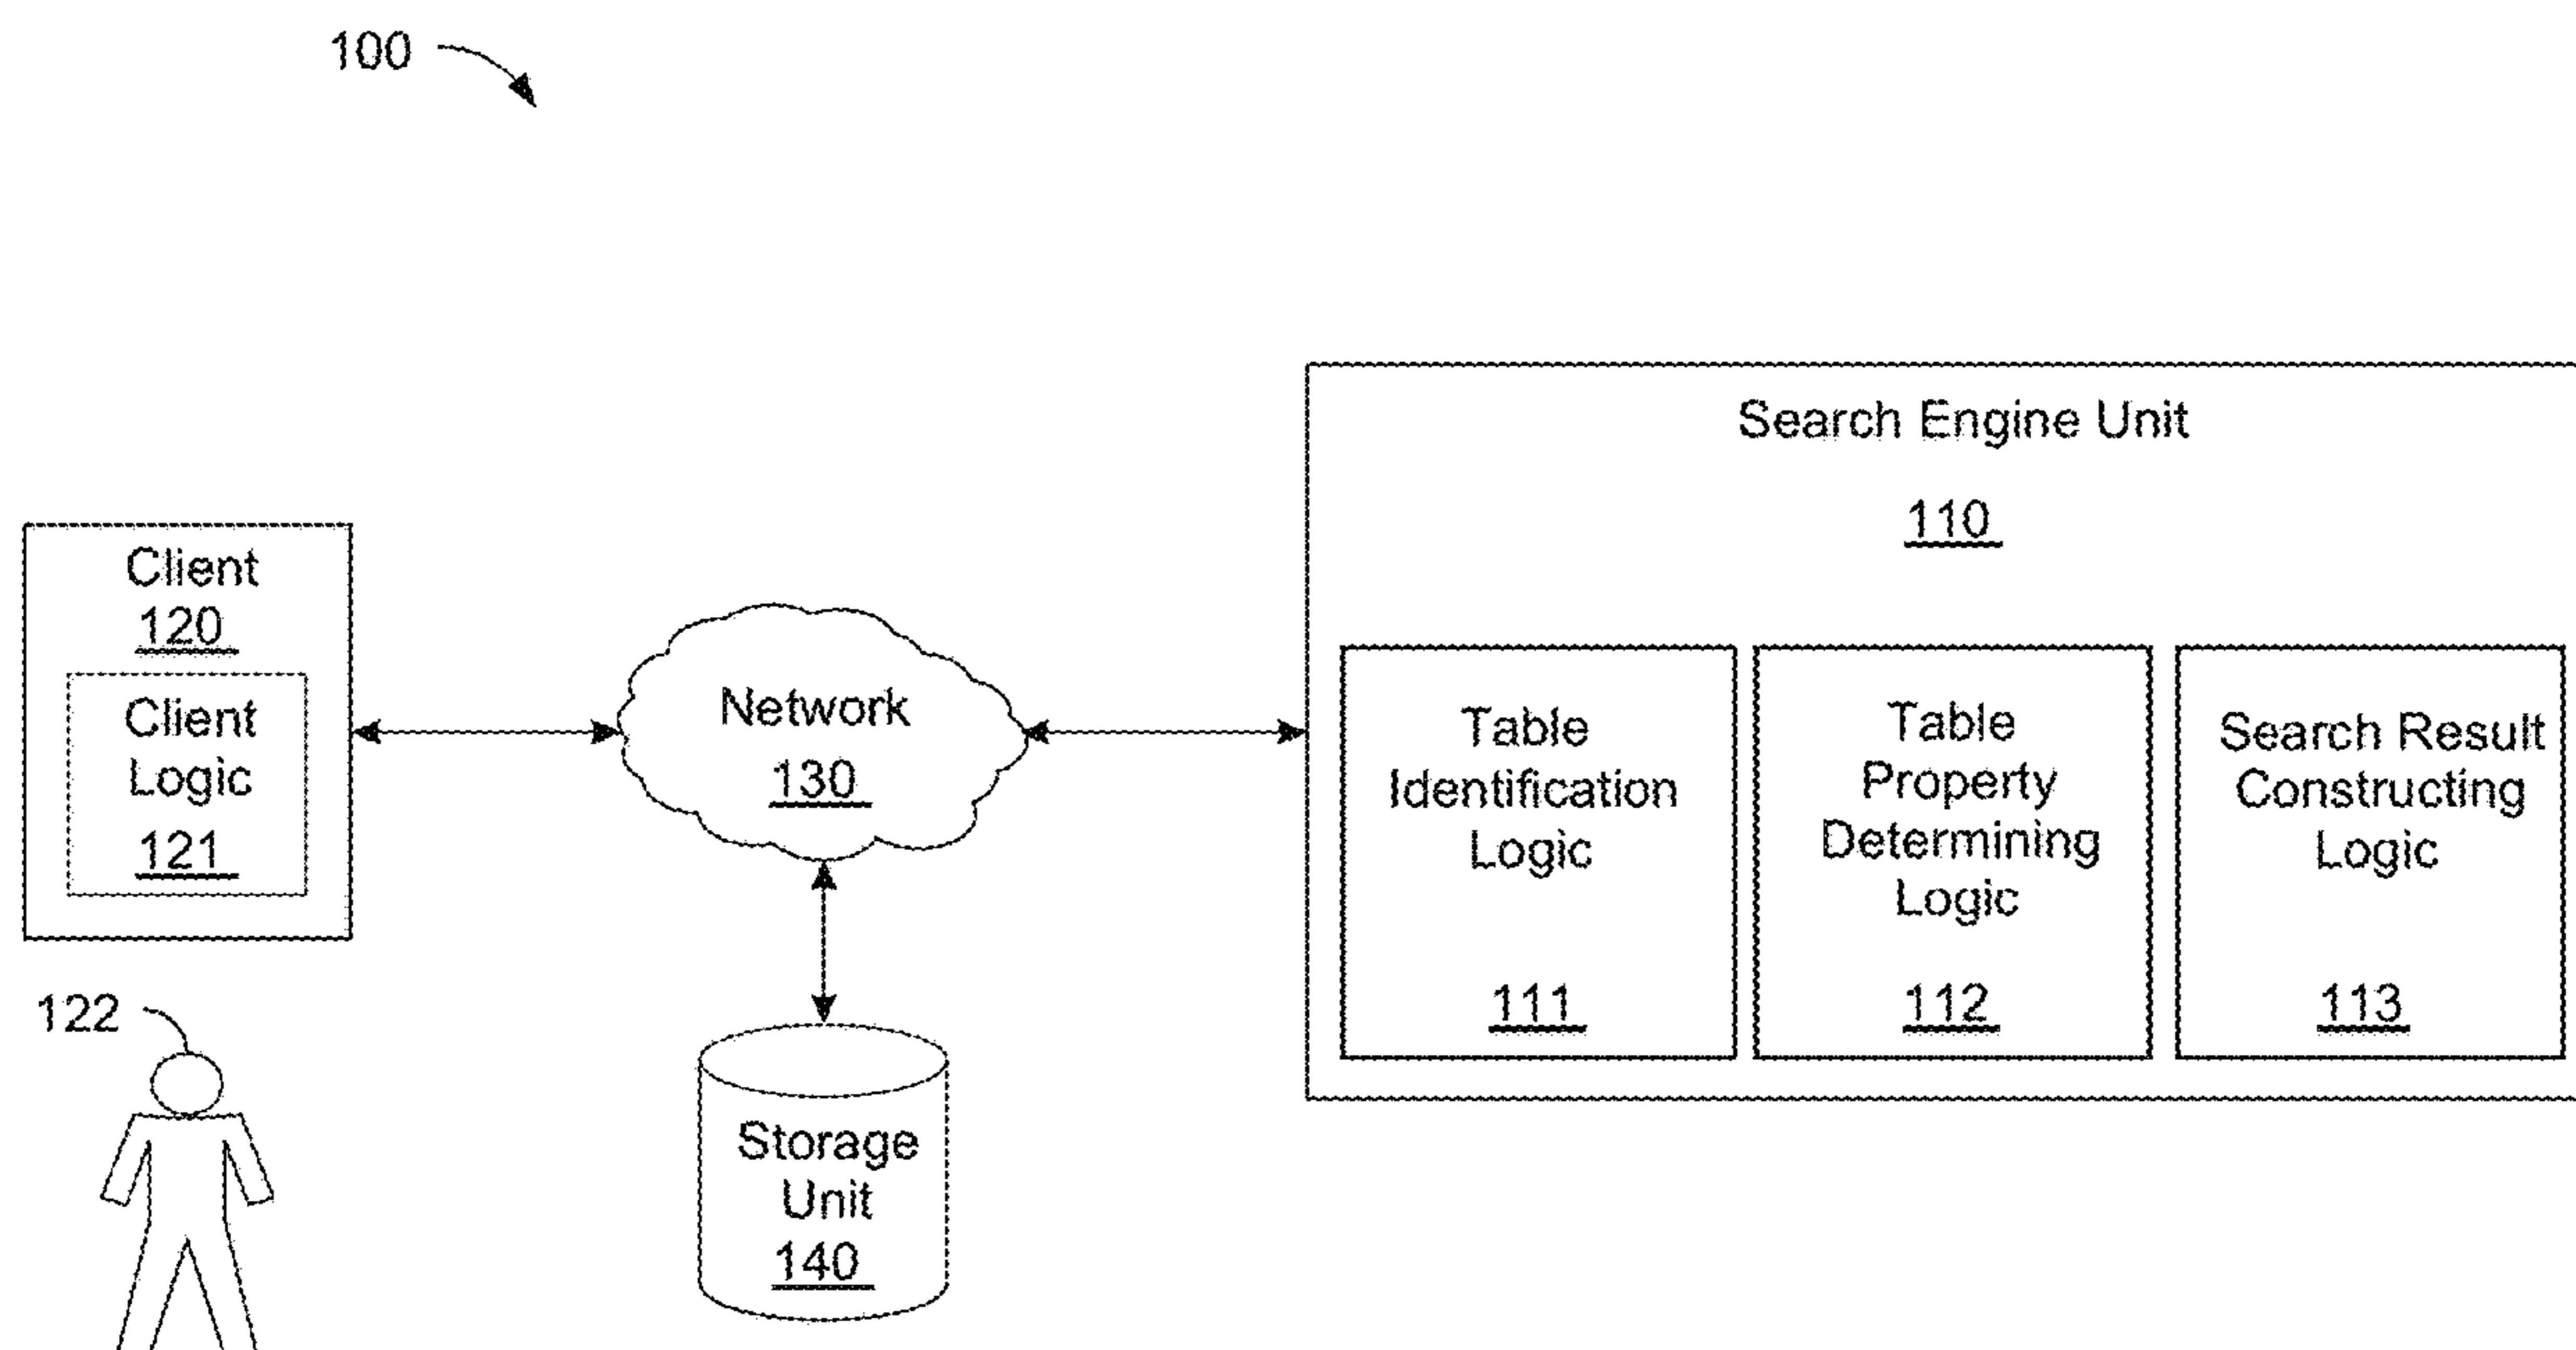 100
Search Engine Unit
110
Client
120
Client
Logic
121
Network
130
Table
Identification
Logic
111
Table
Property
Determining
Logic
112
Search Result
Constructing
Logic
113
122
Storage
Unit
140